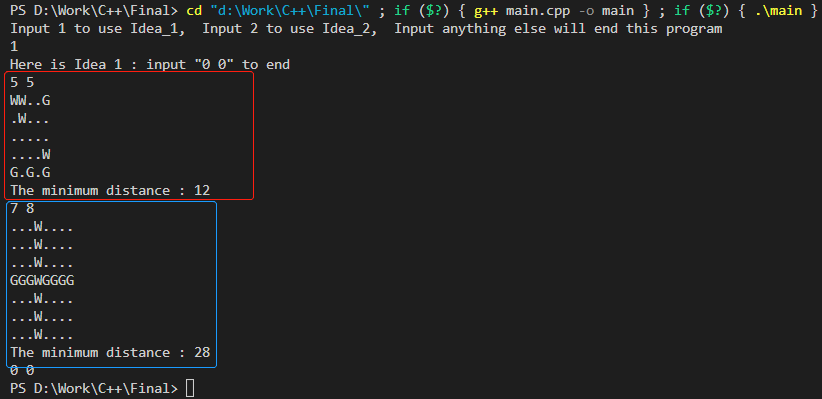 PS D:\Work\C++\Final> cd "d:\Work\C++\Final\" ; if ($?) { g++ main.cpp -o main } ; if ($?) { .\main }
Input 1 to use Idea_1,  Input 2 to use Idea_2,  Input anything else will end this program
1
Here is Idea 1 : input "0 0" to end
5 5
WW..G
.W...
.....
....W
G.G.G
The minimum distance : 12
7 8
...W....
...W....
...W....
GGGWGGGG
...W....
...W....
...W....
The minimum distance : 28
0 0
PS D:\Work\C++\Final>